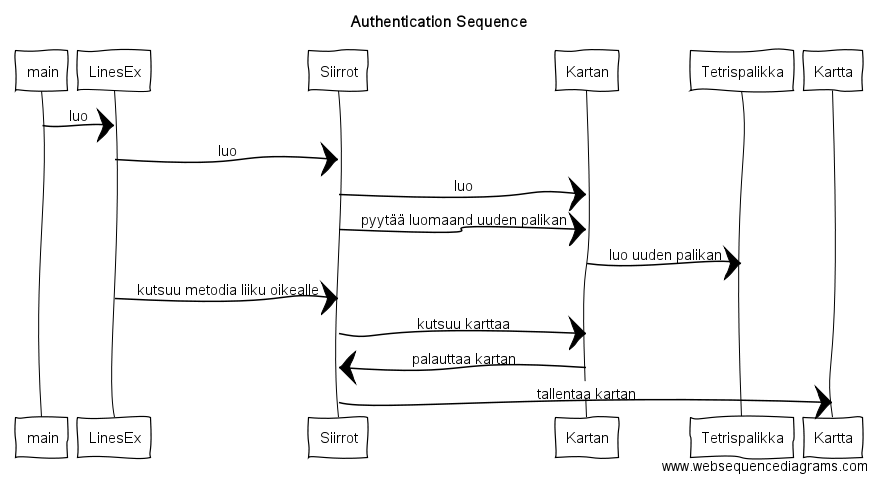 Authentication Sequence
main LinesEx Siirrot Kartan Tetrispalikka Kartta
luo
luo
luo
pyytää luomaand uuden palikan
luo uuden palikan
kutsuu metodia liiku oikealle
kutsuu karttaa
palauttaa kartan
tallentaa kartan
main LinesEx Siirrot Kartan Tetrispalikka Kartta
www.websequencediagrams.com